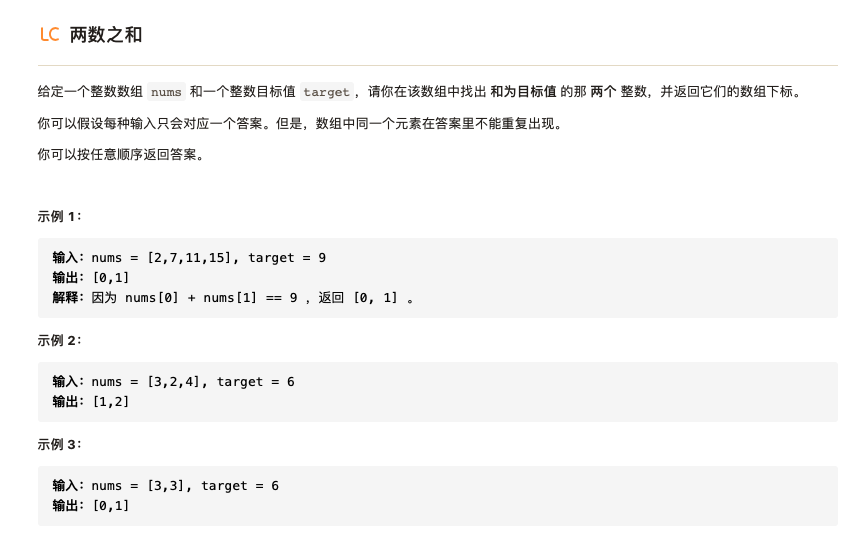 LC 两数之和
给定一个整数数组 nums 和一个整数目标值 target，请你在该数组中找出 和为目标值 的那 两个 整数，并返回它们的数组下标。
你可以假设每种输入只会对应一个答案。但是，数组中同一个元素在答案里不能重复出现。
你可以按任意顺序返回答案。
示例 1：
输入：nums = [2,7,11,15], target = 9
输出：[0,1]
解释：因为 nums[0] + nums[1] == 9 ，返回 [0, 1] 。
示例 2：
输入：nums = [3,2,4], target = 6
输出：[1,2]
示例 3：
输入：nums = [3,3], target = 6
输出：[0,1]